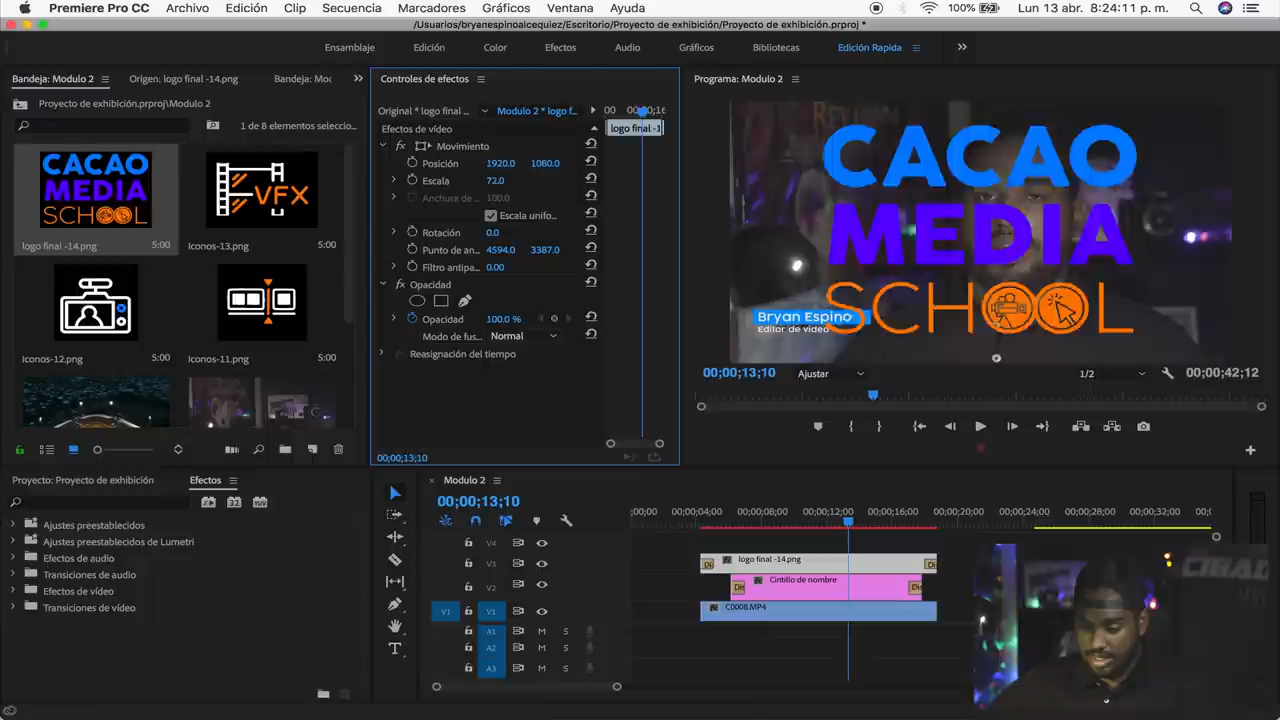 Premiere Pro CC Archivo Edición Clip Secuencia Marcadores Gráficos Ventana Ayuda 100% Lun 13 abr. 8:24:11 p. m.
/Usuarios/bryanespinoalcequiez/Escritorio/Proyecto de exhibición/Proyecto de exhibición.prproj *
Ensamblaje Edición Color Efectos Audio Gráficos Bibliotecas Edición Rapida
Bandeja: Modulo 2 Origen: logo final -14.png Bandeja: Moc
Proyecto de exhibición.prproj\Modulo 2
1 de 8 elementos seleccio...
CACAO
MEDIA
SCHOOL
VFX
logo final -14.png 5:00 Iconos-13.png 5:00
Iconos-12.png 5:00 Iconos-11.png 5:00
Controles de efectos
Original * logo final ... Modulo 2 * logo f...
Efectos de vídeo
logo final -1
fx Movimiento
Posición 1920.0 1080.0
Escala 72.0
Anchura de ... 100.0
Escala unifo...
Rotación 0.0
Punto de an... 4594.0 3387.0
Filtro antipa... 0.00
fx Opacidad
Opacidad 100.0 %
Modo de fus... Normal
Reasignación del tiempo
00;00;13;10
Programa: Modulo 2
CACAO
MEDIA
SCHOOL
Bryan Espino
Editor de video
00;00;13;10 Ajustar 1/2 00;00;42;12
Proyecto: Proyecto de exhibición Efectos
Ajustes preestablecidos
Ajustes preestablecidos de Lumetri
Efectos de audio
Transiciones de audio
Efectos de vídeo
Transiciones de vídeo
Modulo 2
00;00;13;10
;00;00 00;00;04;00 00;00;08;00 00;00;12;00 00;00;16;00 00;00;20;00 00;00;24;00 00;00;28;00 00;00;32;00
V4
V3 logo final -14.png
V2 Cintillo de nombre
V1 V1 C0008.MP4
A1 M S
A2 M S
A3 M S